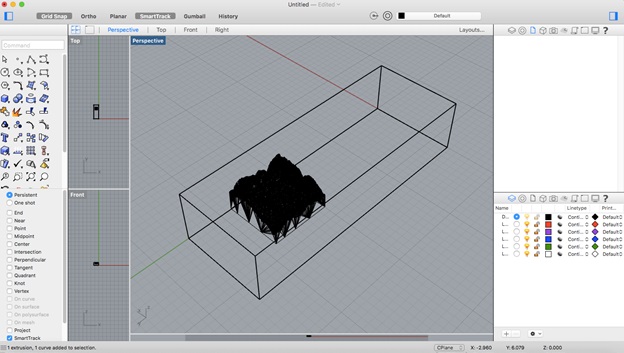 Untitled — Edited
Grid Snap Ortho Planar SmartTrack Gumball History Default
Perspective Top Front Right Layouts...
Command
Top
Perspective
Front
Persistent
One shot
End
Near
Point
Midpoint
Center
Intersection
Perpendicular
Tangent
Quadrant
Knot
Vertex
On curve
On surface
On polysurface
On mesh
Project
SmartTrack
N... Linetype Print...
D... Conti... Default
L... Conti... Default
L... Conti... Default
L... Conti... Default
L... Conti... Default
L... Conti... Default
1 extrusion, 1 curve added to selection. CPlane X: -2.960 Y: 6.079 Z: 0.000